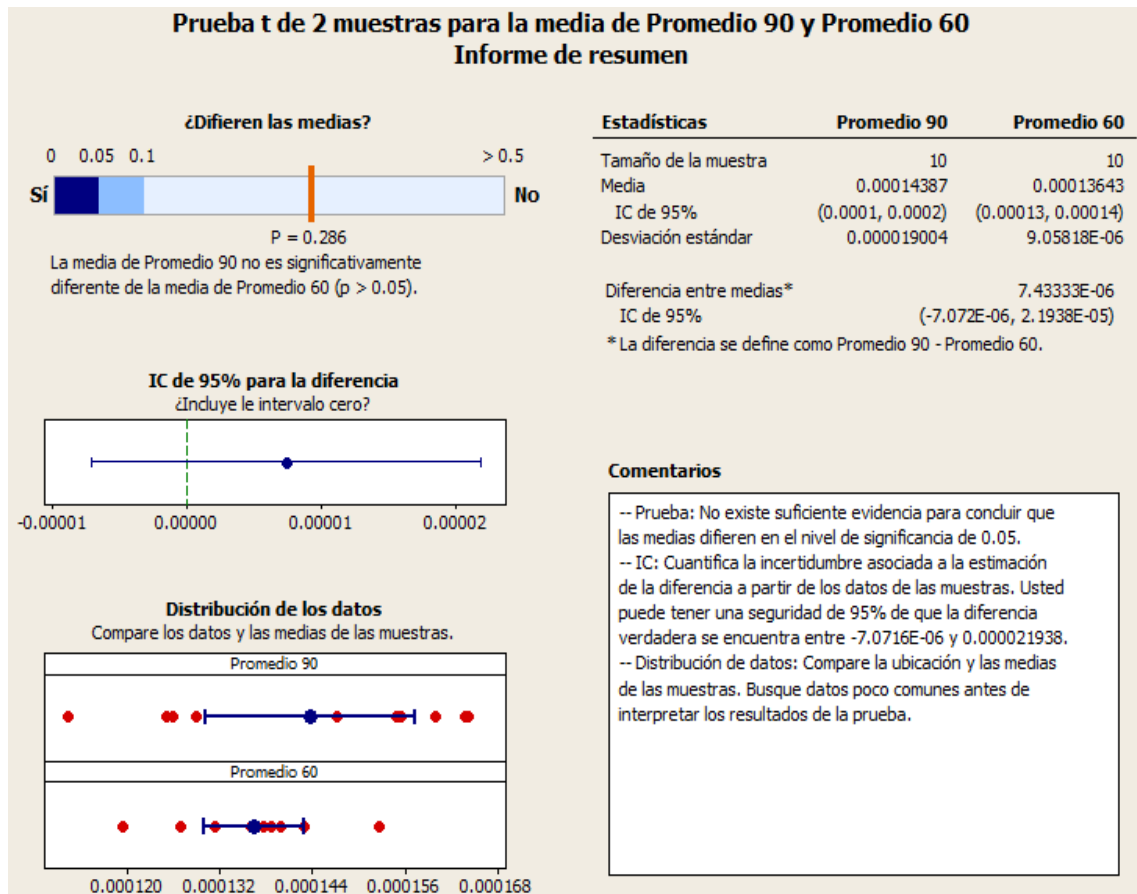 Prueba t de 2 muestras para la media de Promedio 90 y Promedio 60
Informe de resumen
¿Difieren las medias?
0 0.05 0.1 > 0.5
Sí No
P = 0.286
La media de Promedio 90 no es significativamente
diferente de la media de Promedio 60 (p > 0.05).
Estadísticas Promedio 90 Promedio 60
Tamaño de la muestra 10 10
Media 0.00014387 0.00013643
IC de 95% (0.0001, 0.0002) (0.00013, 0.00014)
Desviación estándar 0.000019004 9.05818E-06
Diferencia entre medias* 7.43333E-06
IC de 95% (-7.072E-06, 2.1938E-05)
* La diferencia se define como Promedio 90 - Promedio 60.
IC de 95% para la diferencia
¿Incluye le intervalo cero?
-0.00001 0.00000 0.00001 0.00002
Distribución de los datos
Compare los datos y las medias de las muestras.
Promedio 90
Promedio 60
0.000120 0.000132 0.000144 0.000156 0.000168
Comentarios
-- Prueba: No existe suficiente evidencia para concluir que
las medias difieren en el nivel de significancia de 0.05.
-- IC: Cuantifica la incertidumbre asociada a la estimación
de la diferencia a partir de los datos de las muestras. Usted
puede tener una seguridad de 95% de que la diferencia
verdadera se encuentra entre -7.0716E-06 y 0.000021938.
-- Distribución de datos: Compare la ubicación y las medias
de las muestras. Busque datos poco comunes antes de
interpretar los resultados de la prueba.